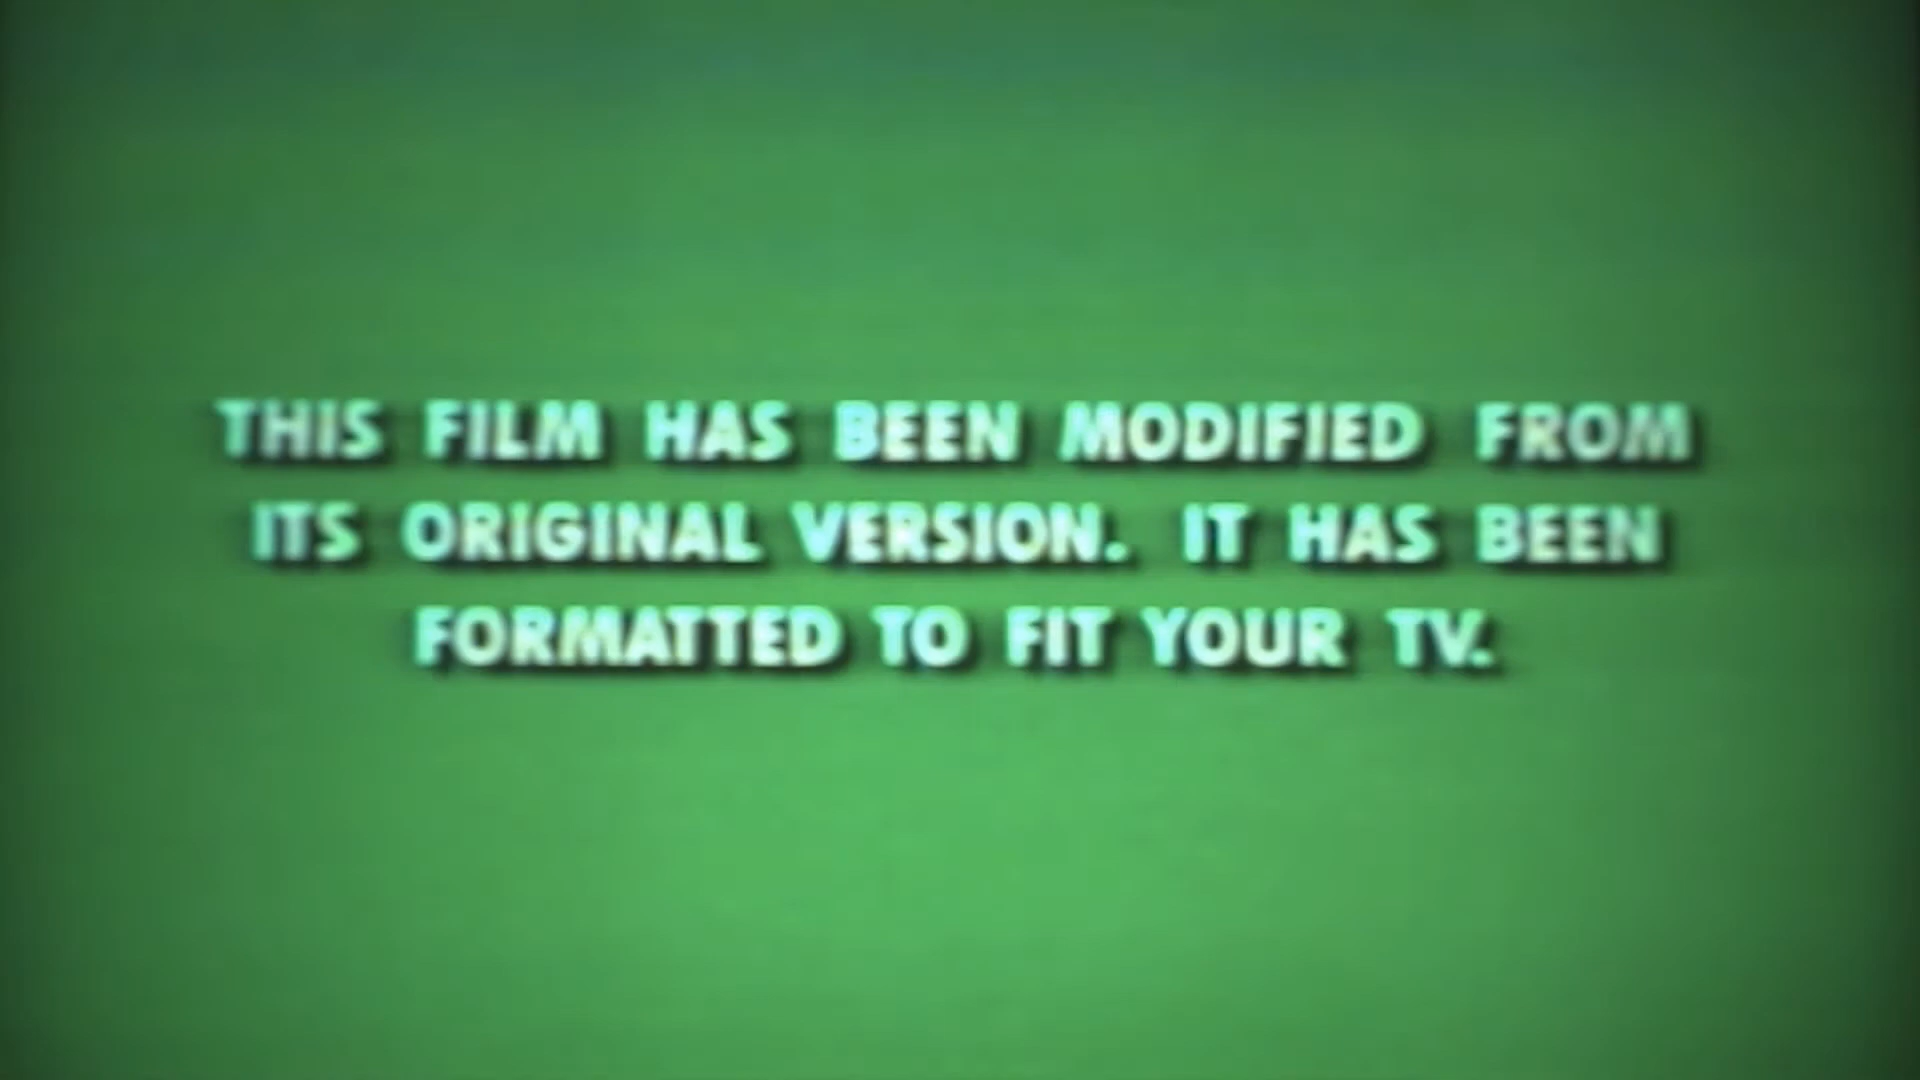 THIS FILM HAS BEEN MODIFIED FROM
ITS ORIGINAL VERSION. IT HAS BEEN
FORMATTED TO FIT YOUR TV.